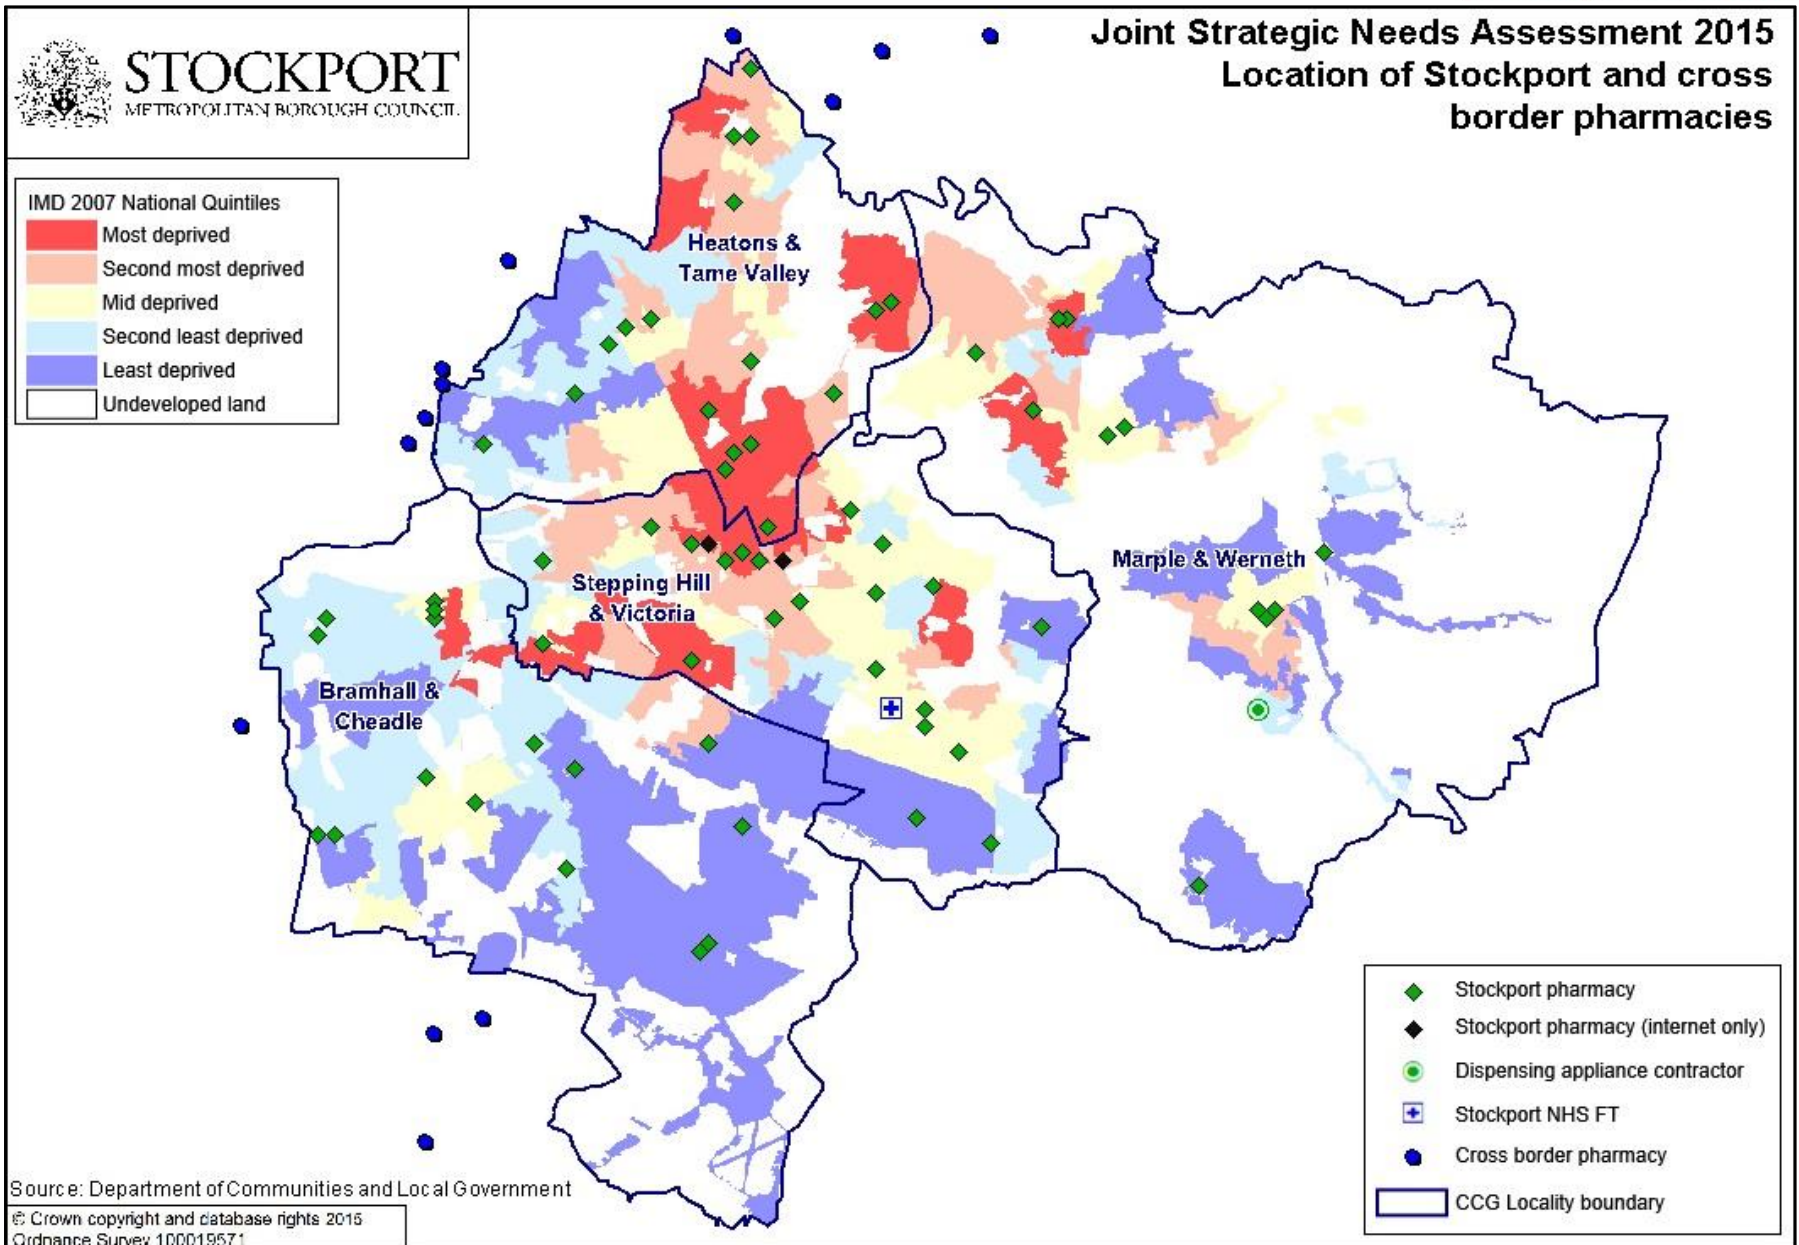 STOCKPORT
METROPOLITAN BOROUGH COUNCIL
Joint Strategic Needs Assessment 2015
Location of Stockport and cross
border pharmacies
IMD 2007 National Quintiles
Most deprived
Second most deprived
Mid deprived
Second least deprived
Least deprived
Undeveloped land
Heatons &
Tame Valley
Marple & Werneth
Stepping Hill
& Victoria
Bramhall &
Cheadle
Stockport pharmacy
Stockport pharmacy (internet only)
Dispensing appliance contractor
Stockport NHS FT
Cross border pharmacy
CCG Locality boundary
Source: Department of Communities and Local Government
© Crown copyright and database rights 2015
Ordnance Survey 100019571